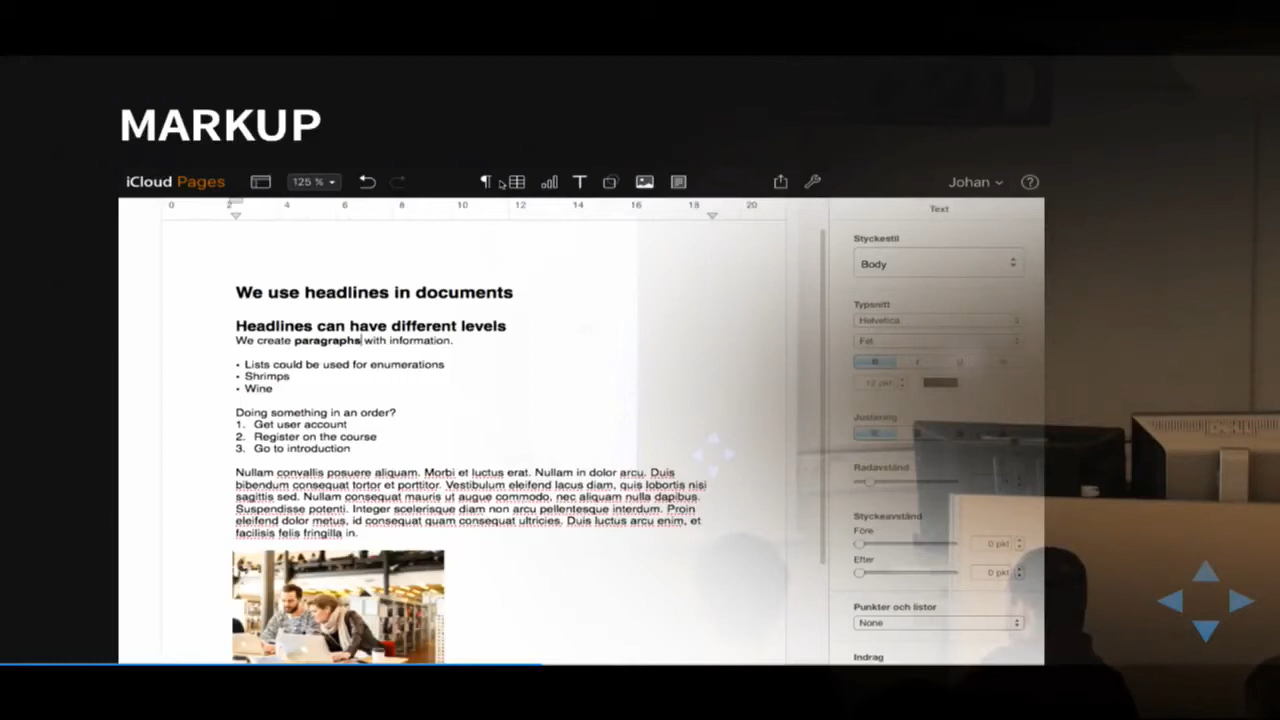 MARKUP
iCloud Pages 125 % Johan
0 2 4 6 8 10 12 14 16 18 20
Text
Styckestil
Body
We use headlines in documents
Headlines can have different levels
We create paragraphs with information.
• Lists could be used for enumerations
• Shrimps
• Wine
Doing something in an order?
1. Get user account
2. Register on the course
3. Go to introduction
Nullam convallis posuere aliquam. Morbi et luctus erat. Nullam in dolor arcu. Duis
bibendum consequat tortor et porttitor. Vestibulum eleifend lacus diam, quis lobortis nisi
sagittis sed. Nullam consequat mauris ut augue commodo, nec aliquam nulla dapibus.
Suspendisse potenti. Integer scelerisque diam non arcu pellentesque interdum. Proin
eleifend dolor metus, id consequat quam consequat ultricies. Duis luctus arcu enim, et
facilisis felis fringilla in.
Typsnitt
Helvetica
Fet
12 pkt
Justering
Radavstånd
Styckeavstånd
Före
0 pkt
Efter
0 pkt
Punkter och listor
None
Indrag
DELL